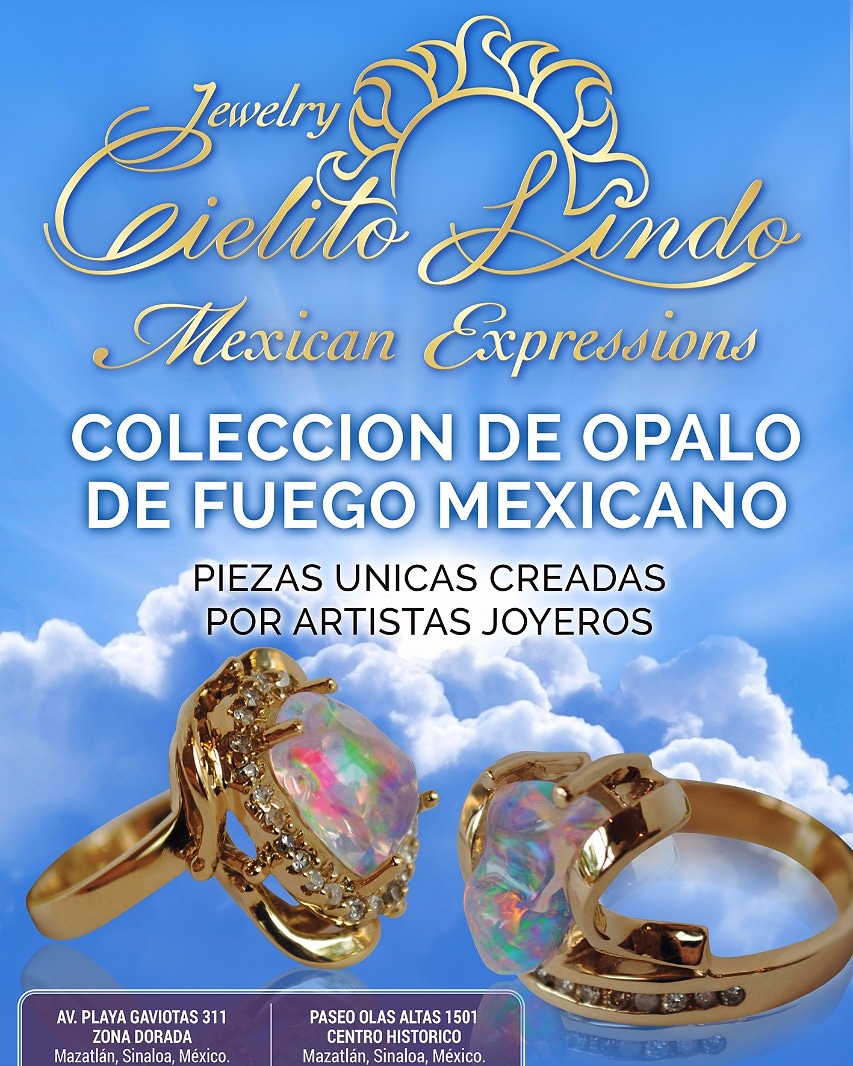 Jewelry
Cielito Lindo
Mexican Expressions
COLECCION DE OPALO
DE FUEGO MEXICANO
PIEZAS UNICAS CREADAS
POR ARTISTAS JOYEROS
AV. PLAYA GAVIOTAS 311
ZONA DORADA
Mazatlán, Sinaloa, México.
PASEO OLAS ALTAS 1501
CENTRO HISTORICO
Mazatlán, Sinaloa, México.